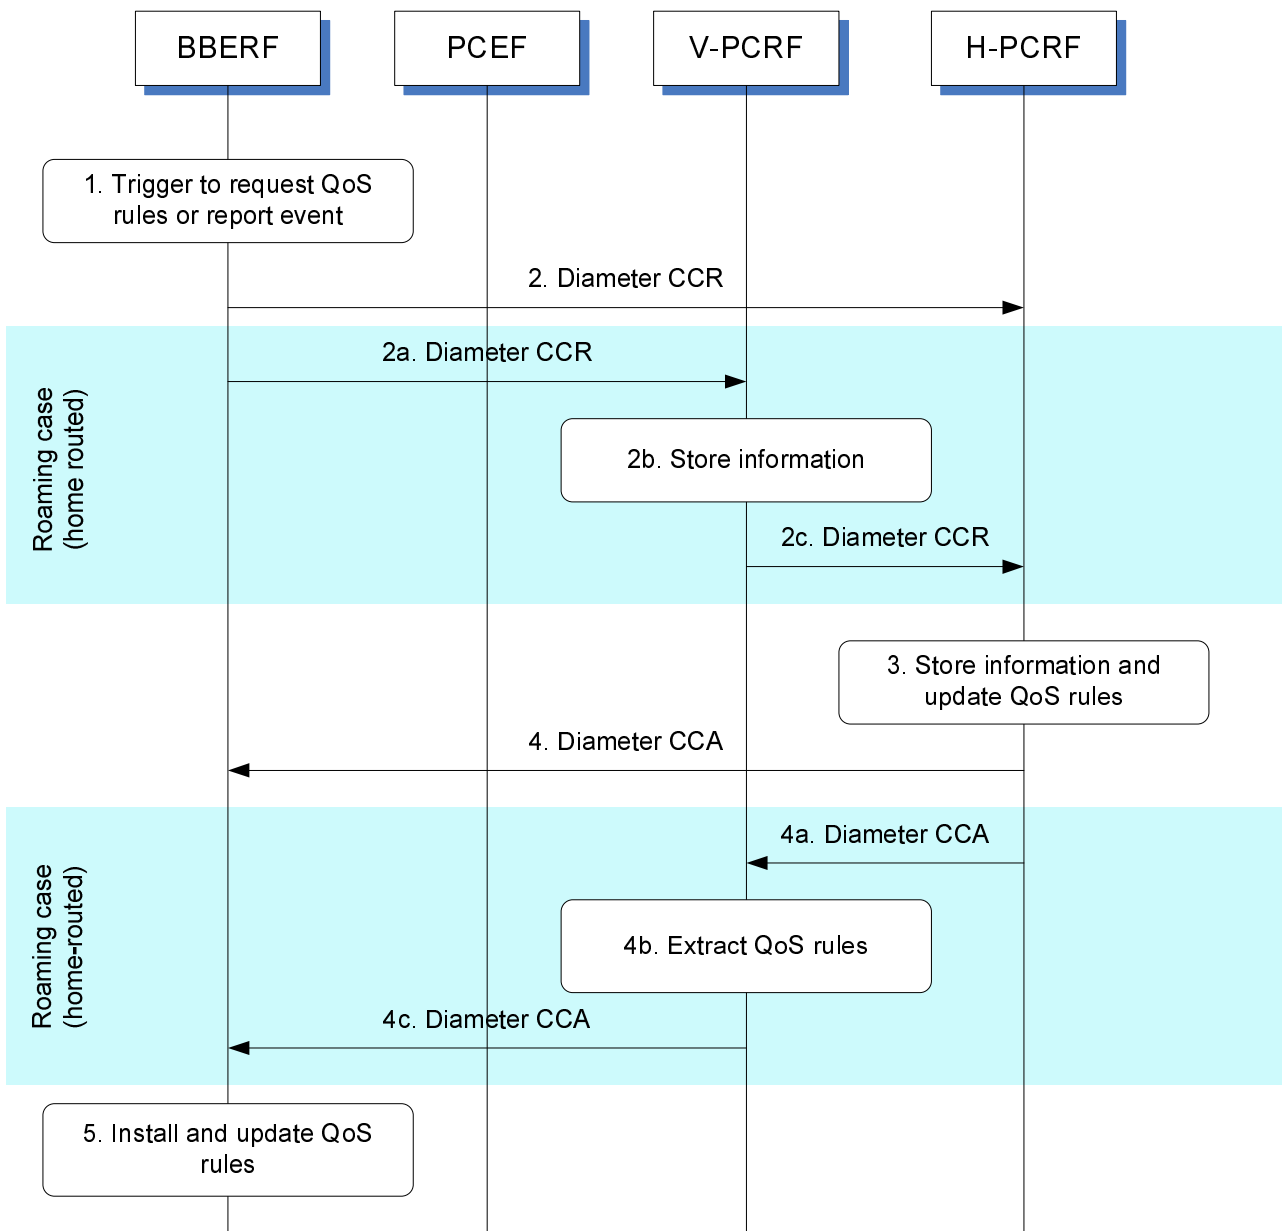 BBERF
PCEF
V-PCRF
H-PCRF
1. Trigger to request QoS
rules or report event
2. Diameter CCR
2a. Diameter CCR
Roaming case
(home routed)
2b. Store information
2c. Diameter CCR
3. Store information and
update QoS rules
4. Diameter CCA
4a. Diameter CCA
Roaming case
(home-routed)
4b. Extract QoS rules
4c. Diameter CCA
5. Install and update QoS
rules